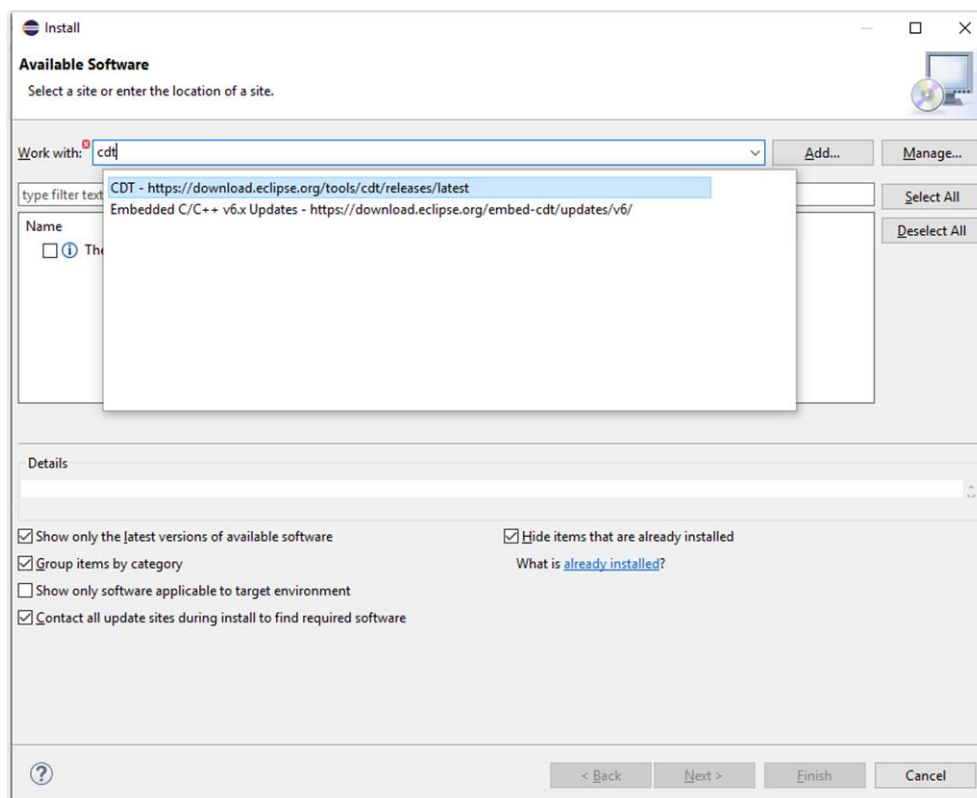 Install
Available Software
Select a site or enter the location of a site.
Work with: cdt
Add...
Manage...
CDT - https://download.eclipse.org/tools/cdt/releases/latest
Embedded C/C++ v6.x Updates - https://download.eclipse.org/embed-cdt/updates/v6/
type filter text
Select All
Deselect All
Name
The
Details
Show only the latest versions of available software
Hide items that are already installed
Group items by category
What is already installed?
Show only software applicable to target environment
Contact all update sites during install to find required software
?
< Back
Next >
Finish
Cancel